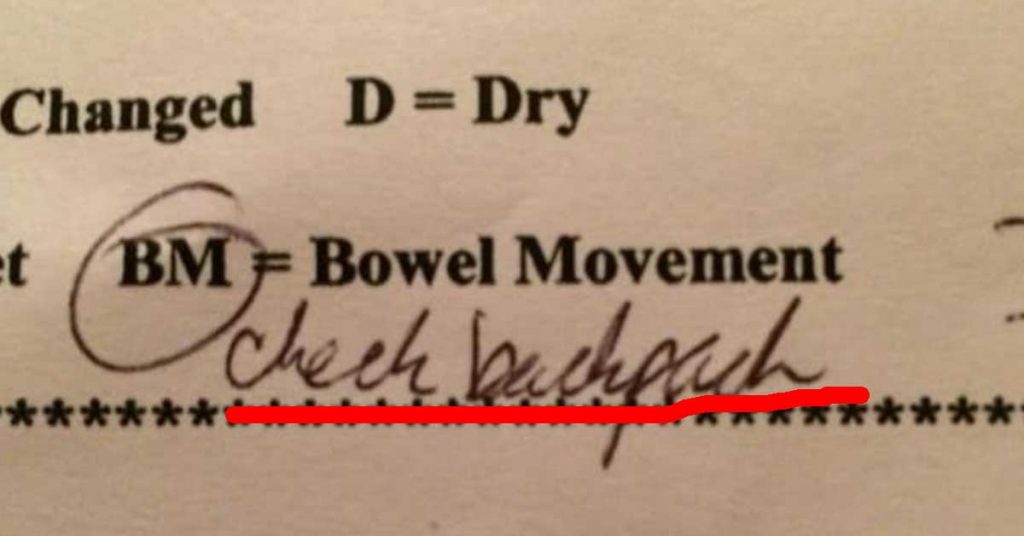 Changed D = Dry
et BM = Bowel Movement
check backpack
***************************